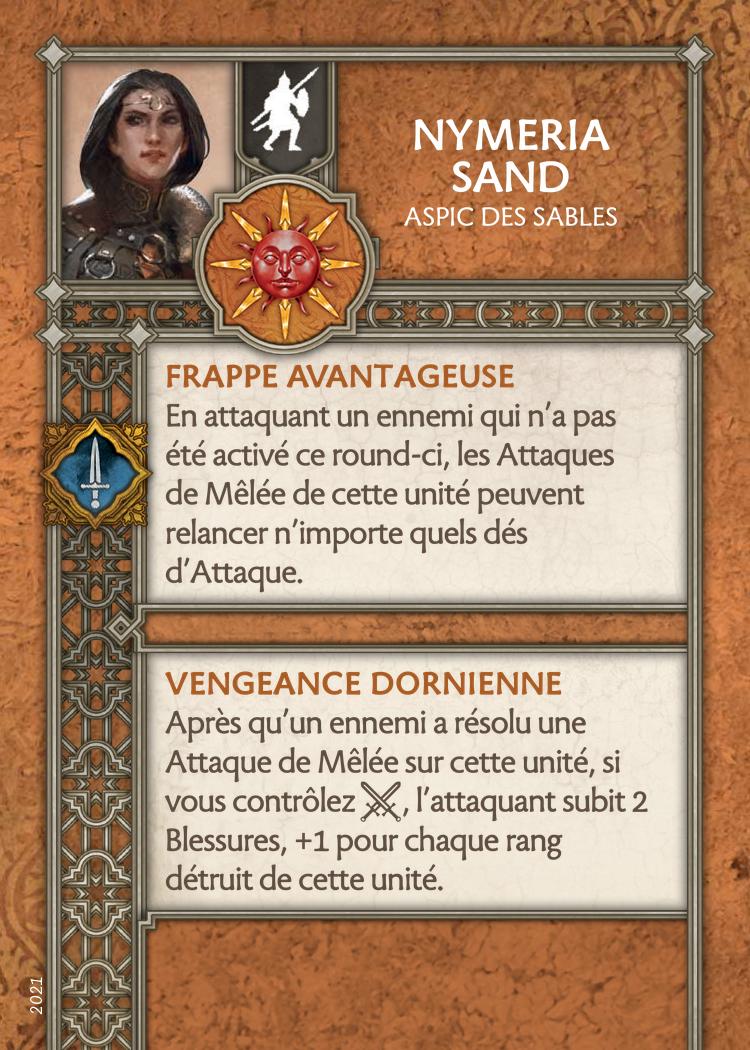 NYMERIA
SAND
ASPIC DES SABLES
FRAPPE AVANTAGEUSE
En attaquant un ennemi qui n'a pas
été activé ce round-ci, les Attaques
de Mêlée de cette unité peuvent
relancer n'importe quels dés
d'Attaque.
VENGEANCE DORNIENNE
Après qu'un ennemi a résolu une
Attaque de Mêlée sur cette unité, si
vous contrôlez , l'attaquant subit 2
Blessures, +1 pour chaque rang
détruit de cette unité.
2021